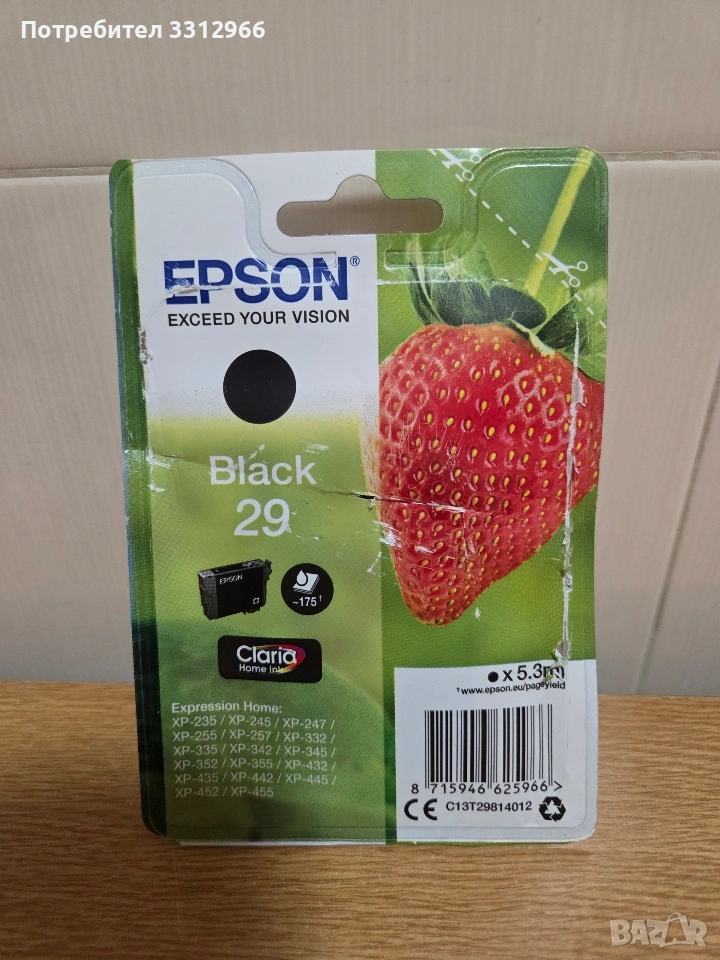 Потребител 3312966
EPSON®
EXCEED YOUR VISION
Black
29
EPSON
~175†
Claria
Home Ink
x 5.3ml
†www.epson.eu/pageyield
Expression Home:
XP-235 / XP-245 / XP-247 /
XP-255 / XP-257 / XP-332 /
XP-335 / XP-342 / XP-345 /
XP-352 / XP-355 / XP-432 /
XP-435 / XP-442 / XP-445 /
XP-452 / XP-455
8 715946 625966 >
CE C13T29814012
BAZAR